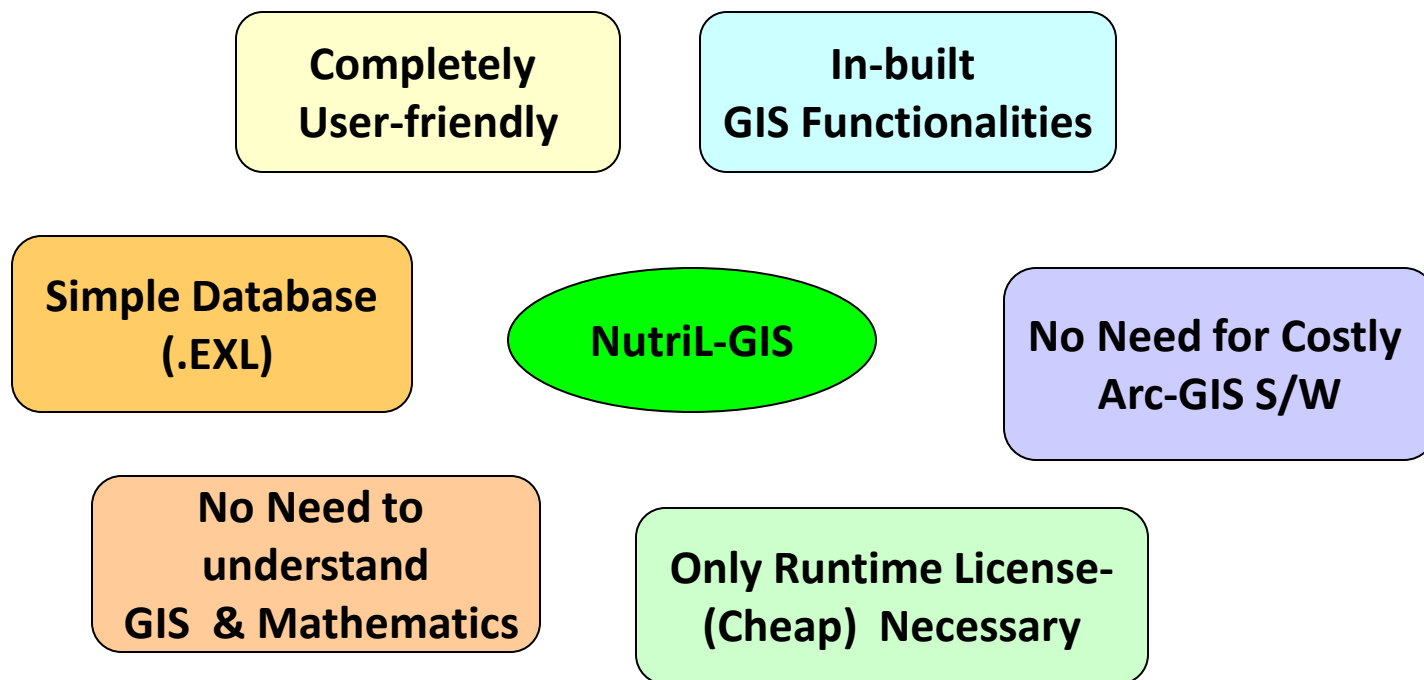 Completely
User-friendly
In-built
GIS Functionalities
Simple Database
(.EXL)
NutriL-GIS
No Need for Costly
Arc-GIS S/W
No Need to
understand
GIS & Mathematics
Only Runtime License-
(Cheap) Necessary